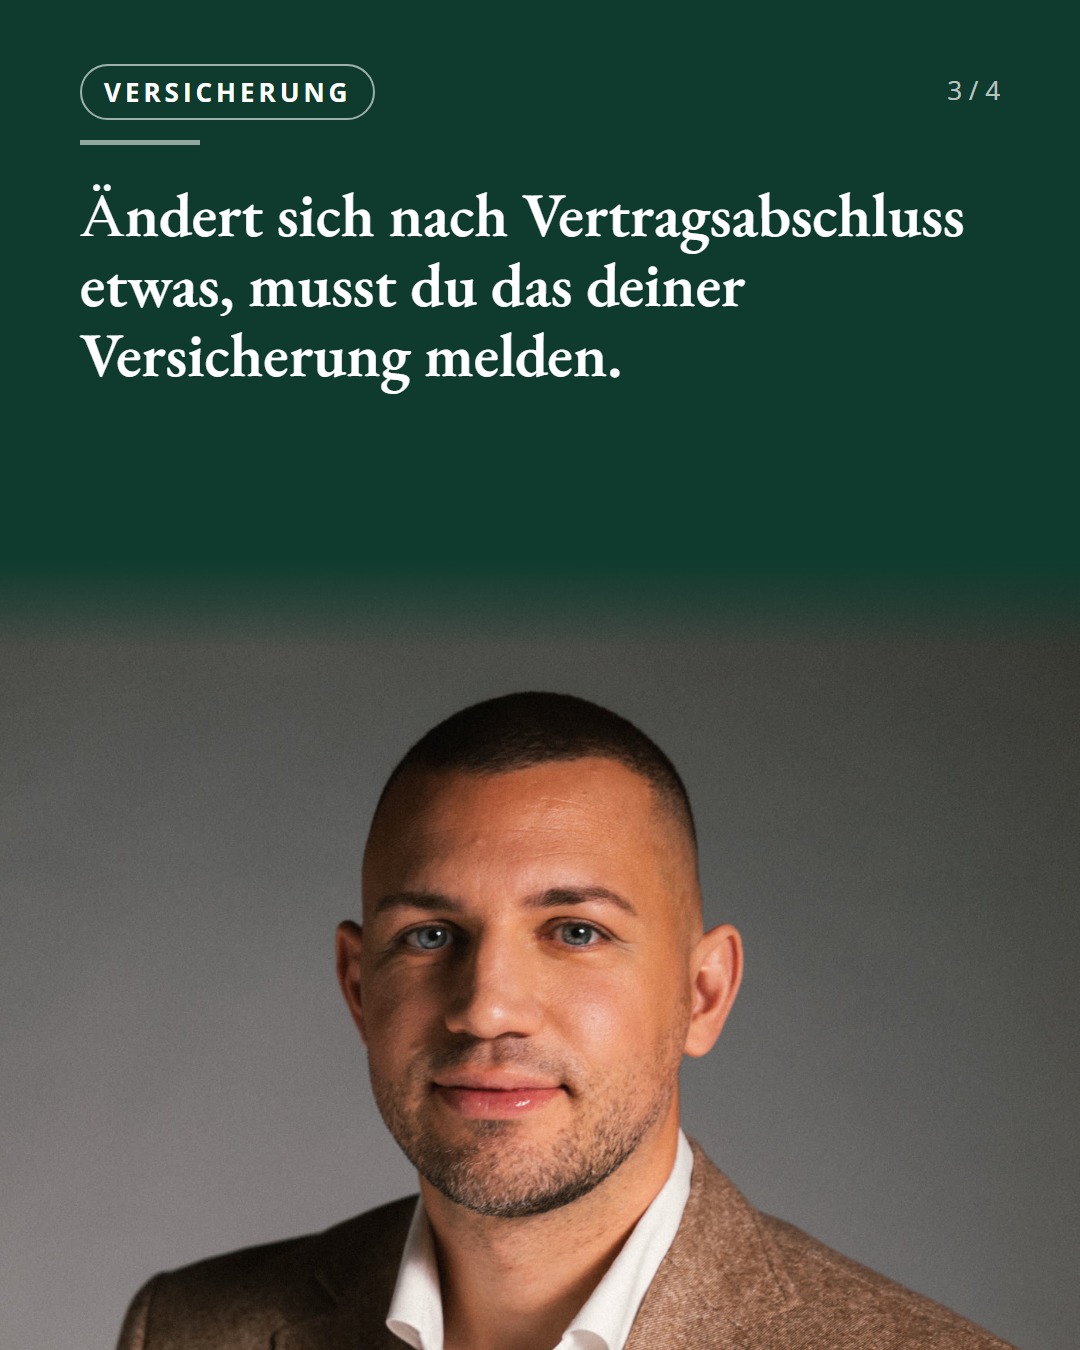 VERSICHERUNG
3 / 4
Ändert sich nach Vertragsabschluss
etwas, musst du das deiner
Versicherung melden.